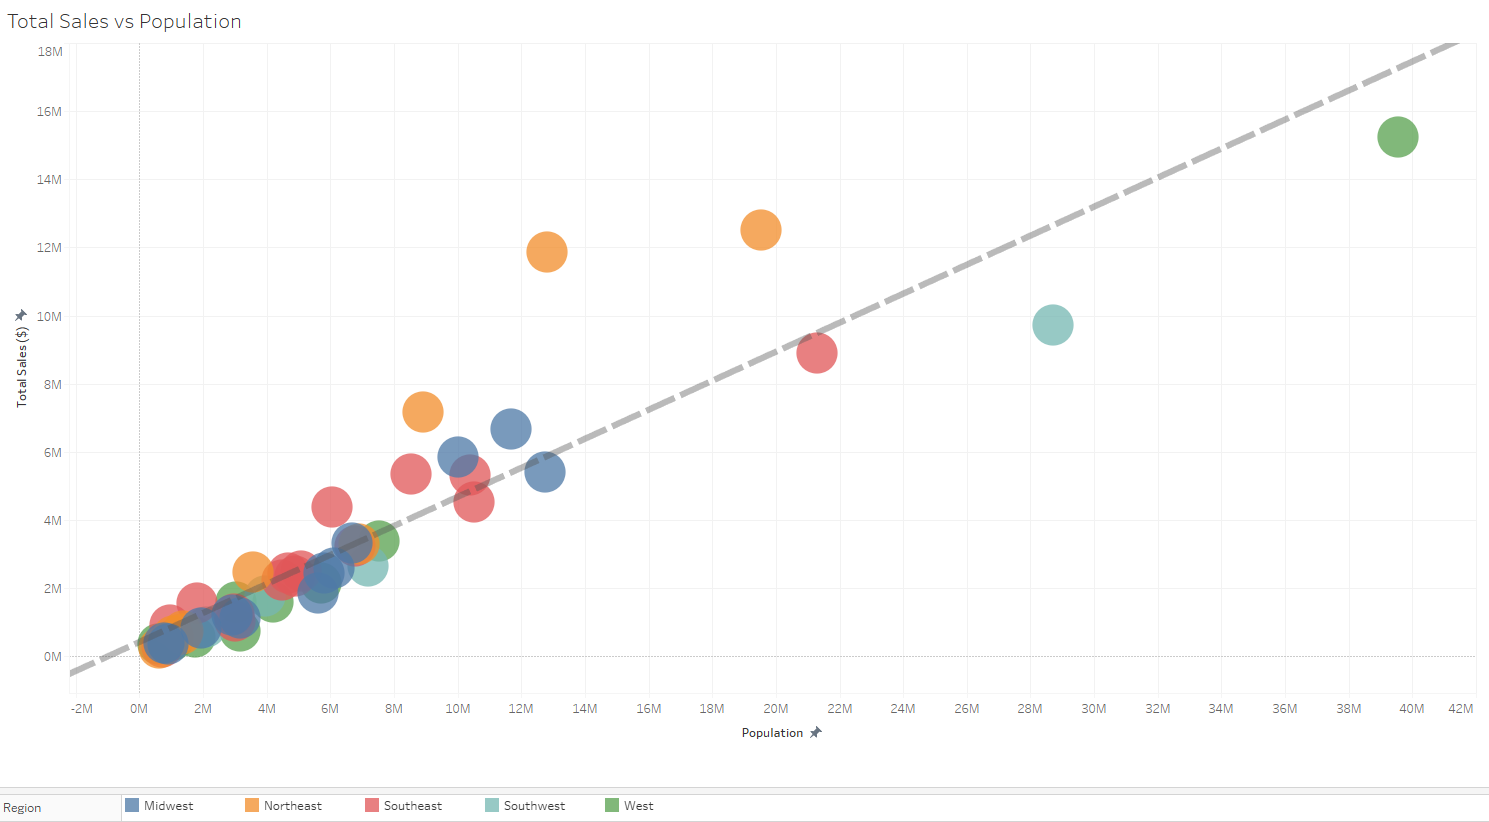 Total Sales vs Population
18M
16M
14M
12M
10M
8M
6M
4M
2M
0M
Total Sales ($)
-2M 0M 2M 4M 6M 8M 10M 12M 14M 16M 18M 20M 22M 24M 26M 28M 30M 32M 34M 36M 38M 40M 42M
Population
Region Midwest Northeast Southeast Southwest West